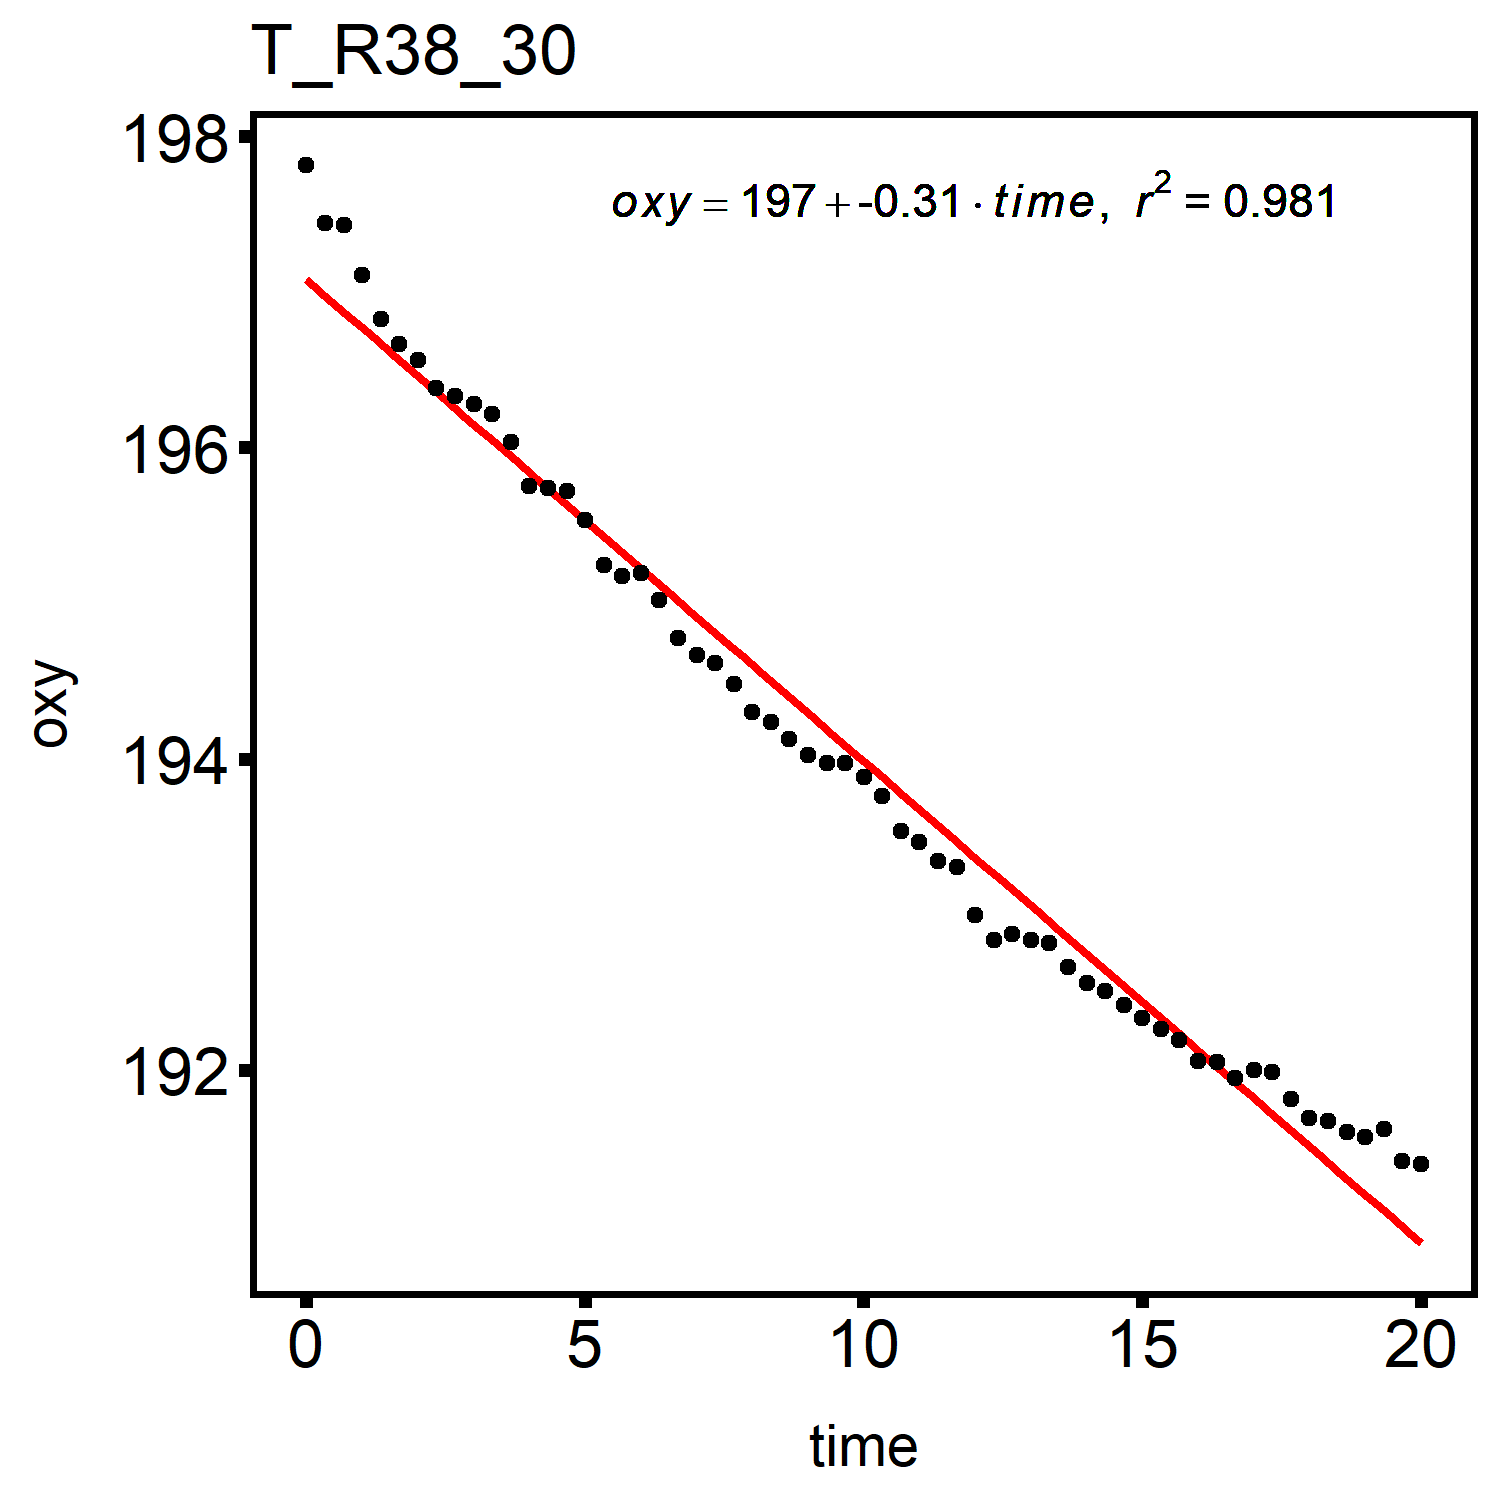 T_R38_30
oxy = 197 + -0.31 · time, r² = 0.981
198
196
194
192
oxy
0 5 10 15 20
time